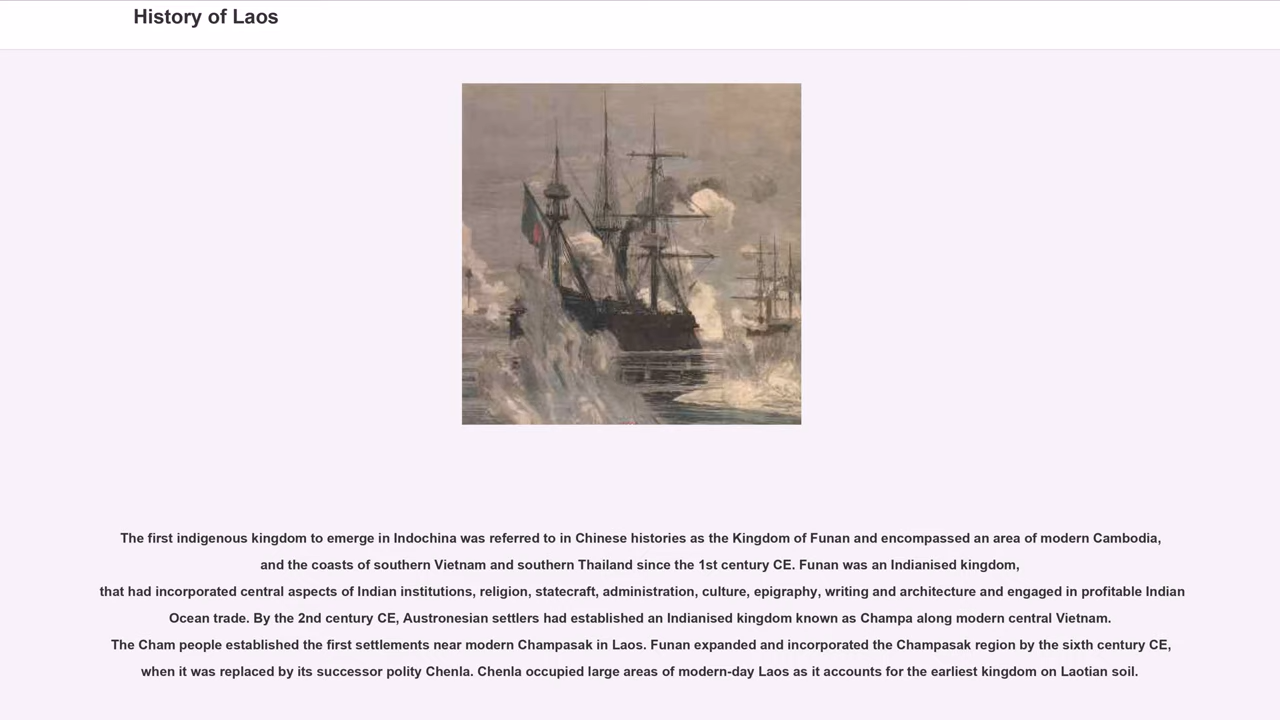 History of Laos
The first indigenous kingdom to emerge in Indochina was referred to in Chinese histories as the Kingdom of Funan and encompassed an area of modern Cambodia,
and the coasts of southern Vietnam and southern Thailand since the 1st century CE. Funan was an Indianised kingdom,
that had incorporated central aspects of Indian institutions, religion, statecraft, administration, culture, epigraphy, writing and architecture and engaged in profitable Indian
Ocean trade. By the 2nd century CE, Austronesian settlers had established an Indianised kingdom known as Champa along modern central Vietnam.
The Cham people established the first settlements near modern Champasak in Laos. Funan expanded and incorporated the Champasak region by the sixth century CE,
when it was replaced by its successor polity Chenla. Chenla occupied large areas of modern-day Laos as it accounts for the earliest kingdom on Laotian soil.